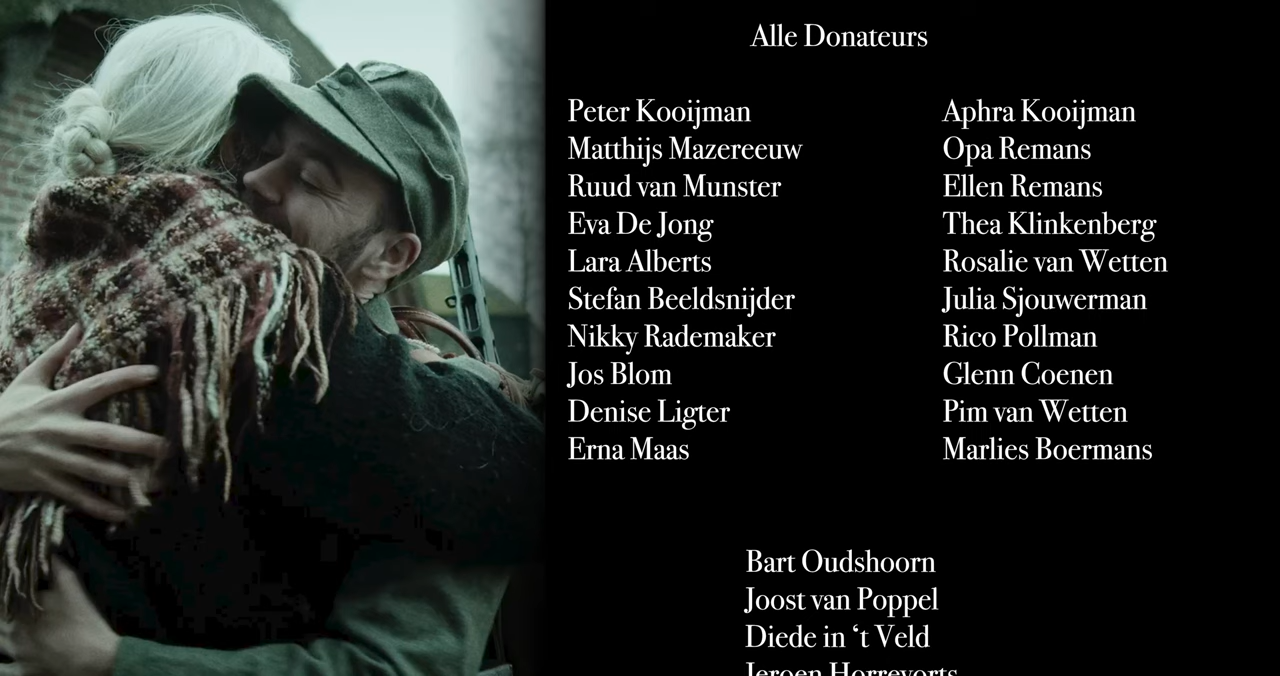 Alle Donateurs
Peter Kooijman
Matthijs Mazereeuw
Ruud van Munster
Eva De Jong
Lara Alberts
Stefan Beeldsnijder
Nikky Rademaker
Jos Blom
Denise Ligter
Erna Maas
Aphra Kooijman
Opa Remans
Ellen Remans
Thea Klinkenberg
Rosalie van Wetten
Julia Sjouwerman
Rico Pollman
Glenn Coenen
Pim van Wetten
Marlies Boermans
Bart Oudshoorn
Joost van Poppel
Diede in ‘t Veld
Jeroen Horrevorts